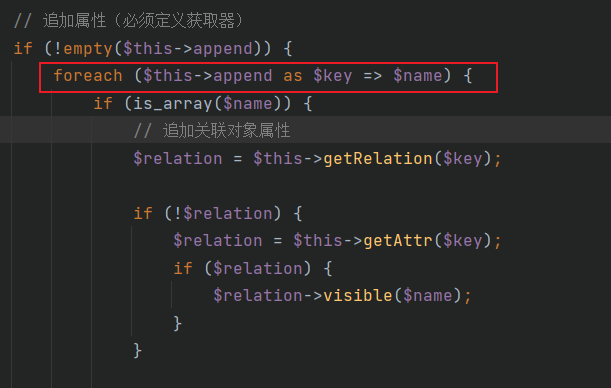 // 追加属性（必须定义获取器）
if (!empty($this->append)) {
foreach ($this->append as $key => $name) {
if (is_array($name)) {
// 追加关联对象属性
$relation = $this->getRelation($key);
if (!$relation) {
$relation = $this->getAttr($key);
if ($relation) {
$relation->visible($name);
}
}